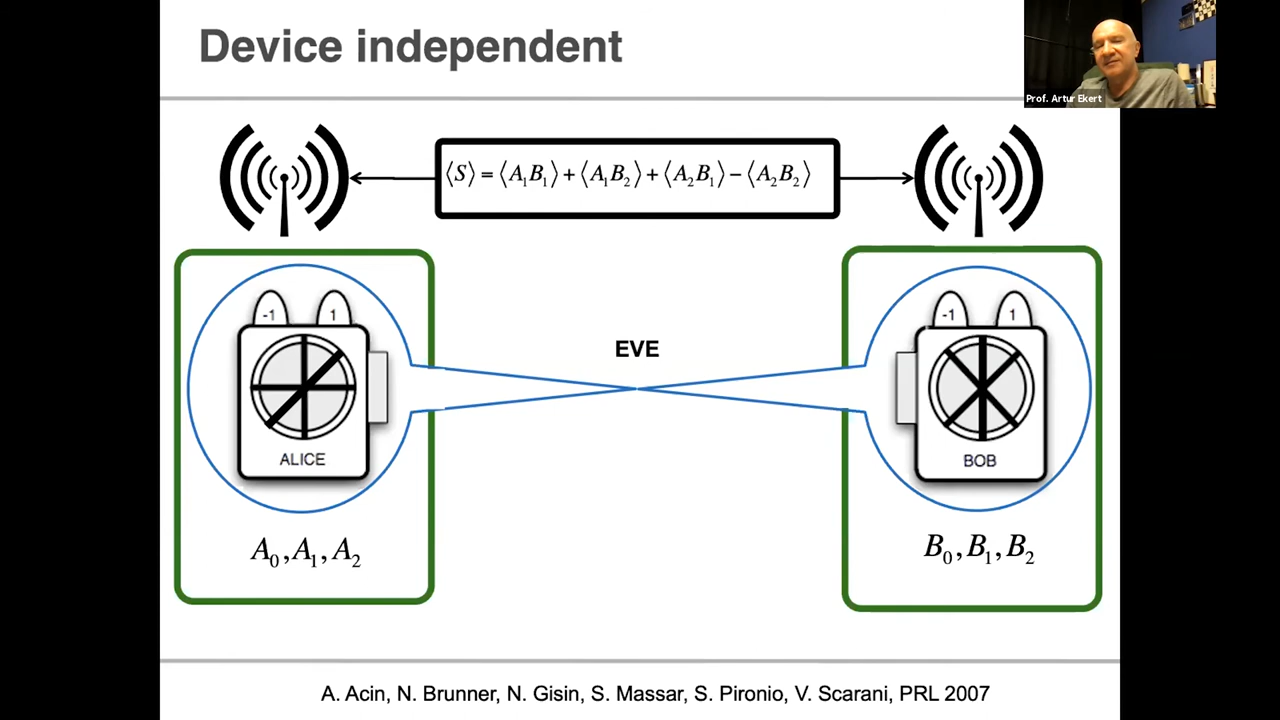 Device independent
Prof. Artur Ekert
⟨S⟩ = ⟨A₁B₁⟩ + ⟨A₁B₂⟩ + ⟨A₂B₁⟩ − ⟨A₂B₂⟩
-1 1
-1 1
EVE
ALICE
BOB
A₀, A₁, A₂
B₀, B₁, B₂
A. Acin, N. Brunner, N. Gisin, S. Massar, S. Pironio, V. Scarani, PRL 2007